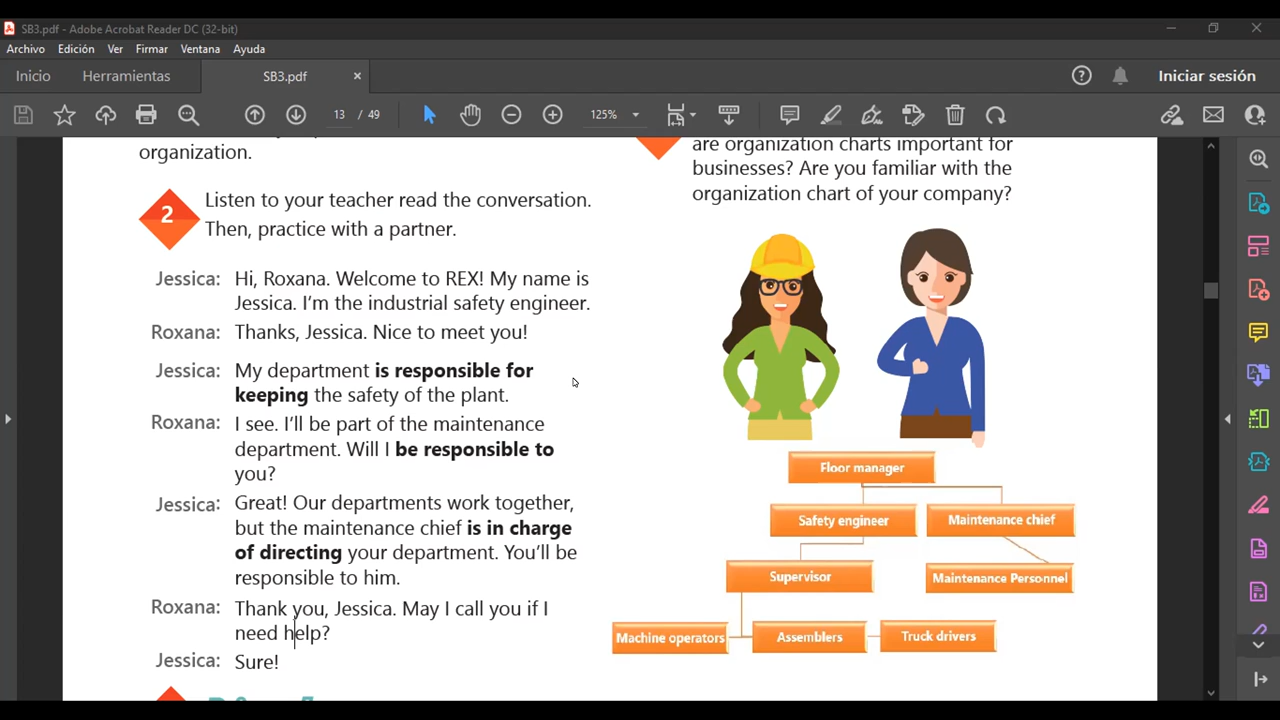 SB3.pdf - Adobe Acrobat Reader DC (32-bit)
Archivo Edición Ver Firmar Ventana Ayuda
Inicio Herramientas SB3.pdf × Iniciar sesión
13 / 49 125%
organization.
2
Listen to your teacher read the conversation.
Then, practice with a partner.
Jessica: Hi, Roxana. Welcome to REX! My name is
Jessica. I'm the industrial safety engineer.
Roxana: Thanks, Jessica. Nice to meet you!
Jessica: My department is responsible for
keeping the safety of the plant.
Roxana: I see. I'll be part of the maintenance
department. Will I be responsible to
you?
Jessica: Great! Our departments work together,
but the maintenance chief is in charge
of directing your department. You'll be
responsible to him.
Roxana: Thank you, Jessica. May I call you if I
need help?
Jessica: Sure!
are organization charts important for
businesses? Are you familiar with the
organization chart of your company?
Floor manager
Safety engineer Maintenance chief
Supervisor Maintenance Personnel
Machine operators Assemblers Truck drivers